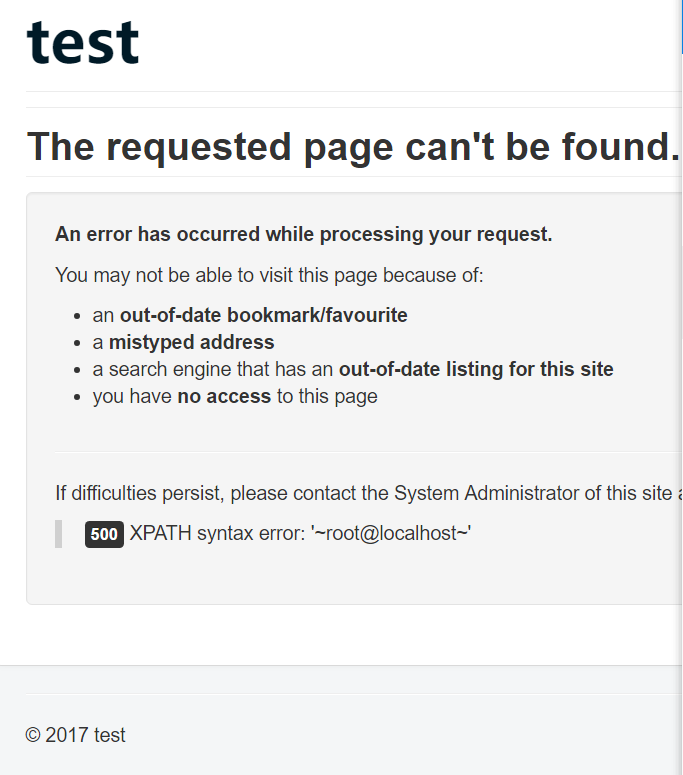 test
The requested page can't be found.
An error has occurred while processing your request.
You may not be able to visit this page because of:
an out-of-date bookmark/favourite
a mistyped address
a search engine that has an out-of-date listing for this site
you have no access to this page
If difficulties persist, please contact the System Administrator of this site
500 XPATH syntax error: '~root@localhost~'
© 2017 test